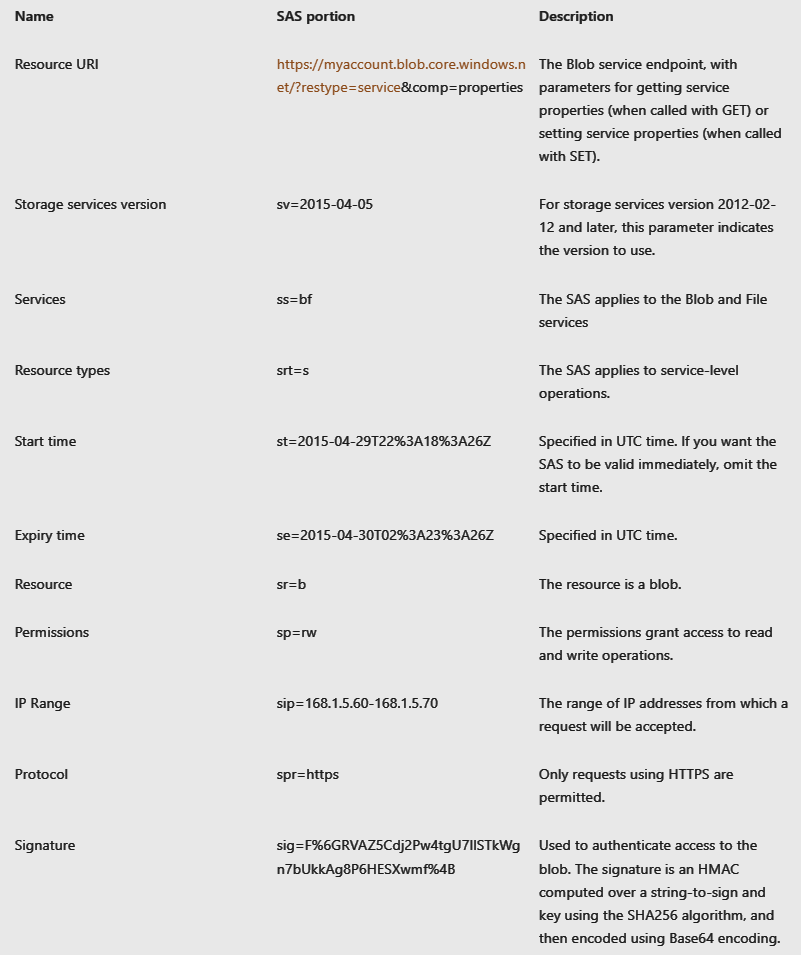 Name SAS portion Description
Resource URI https://myaccount.blob.core.windows.n The Blob service endpoint, with
et/?restype=service&comp=properties parameters for getting service
properties (when called with GET) or
setting service properties (when called
with SET).
Storage services version sv=2015-04-05 For storage services version 2012-02-
12 and later, this parameter indicates
the version to use.
Services ss=bf The SAS applies to the Blob and File
services
Resource types srt=s The SAS applies to service-level
operations.
Start time st=2015-04-29T22%3A18%3A26Z Specified in UTC time. If you want the
SAS to be valid immediately, omit the
start time.
Expiry time se=2015-04-30T02%3A23%3A26Z Specified in UTC time.
Resource sr=b The resource is a blob.
Permissions sp=rw The permissions grant access to read
and write operations.
IP Range sip=168.1.5.60-168.1.5.70 The range of IP addresses from which a
request will be accepted.
Protocol spr=https Only requests using HTTPS are
permitted.
Signature sig=F%6GRVAZ5Cdj2Pw4tgU7IlSTkWg Used to authenticate access to the
n7bUkkAg8P6HESXwmf%4B blob. The signature is an HMAC
computed over a string-to-sign and
key using the SHA256 algorithm, and
then encoded using Base64 encoding.